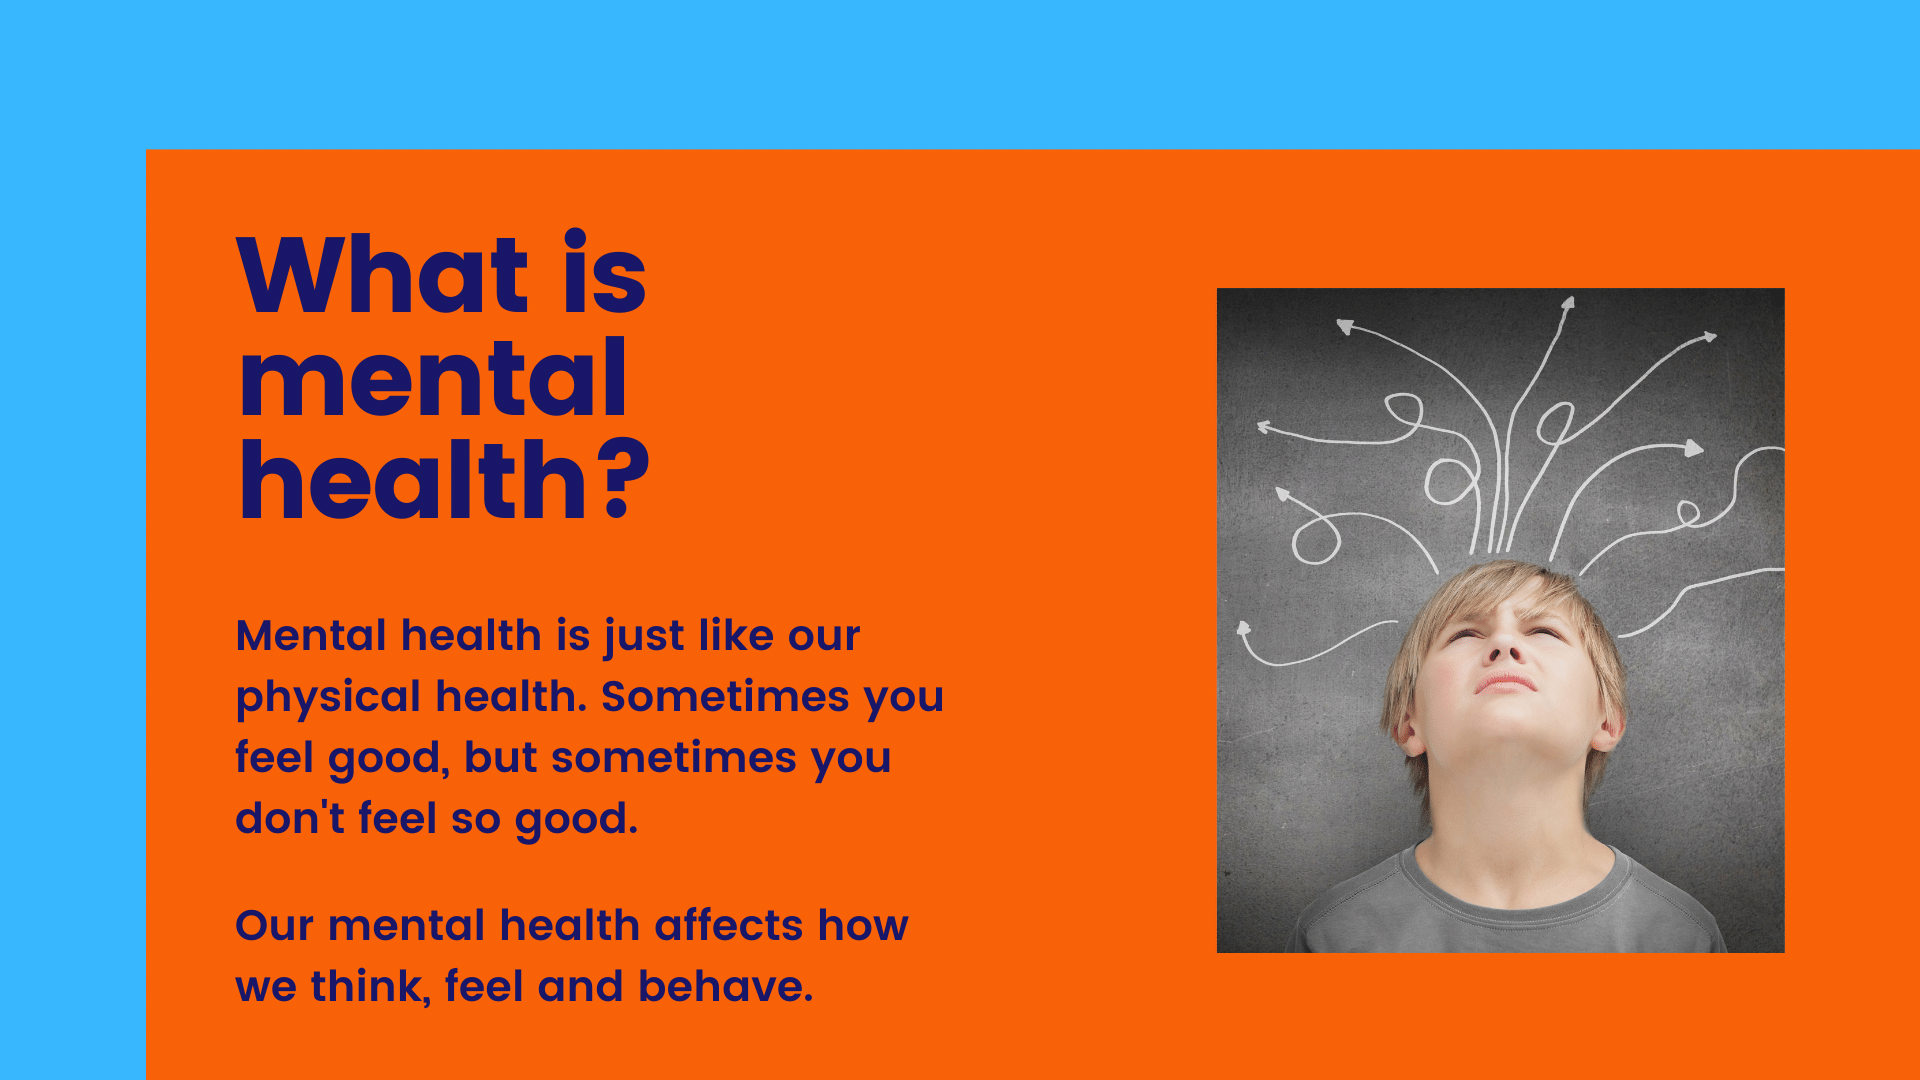 What is
mental
health?
Mental health is just like our
physical health. Sometimes you
feel good, but sometimes you
don't feel so good.
Our mental health affects how
we think, feel and behave.